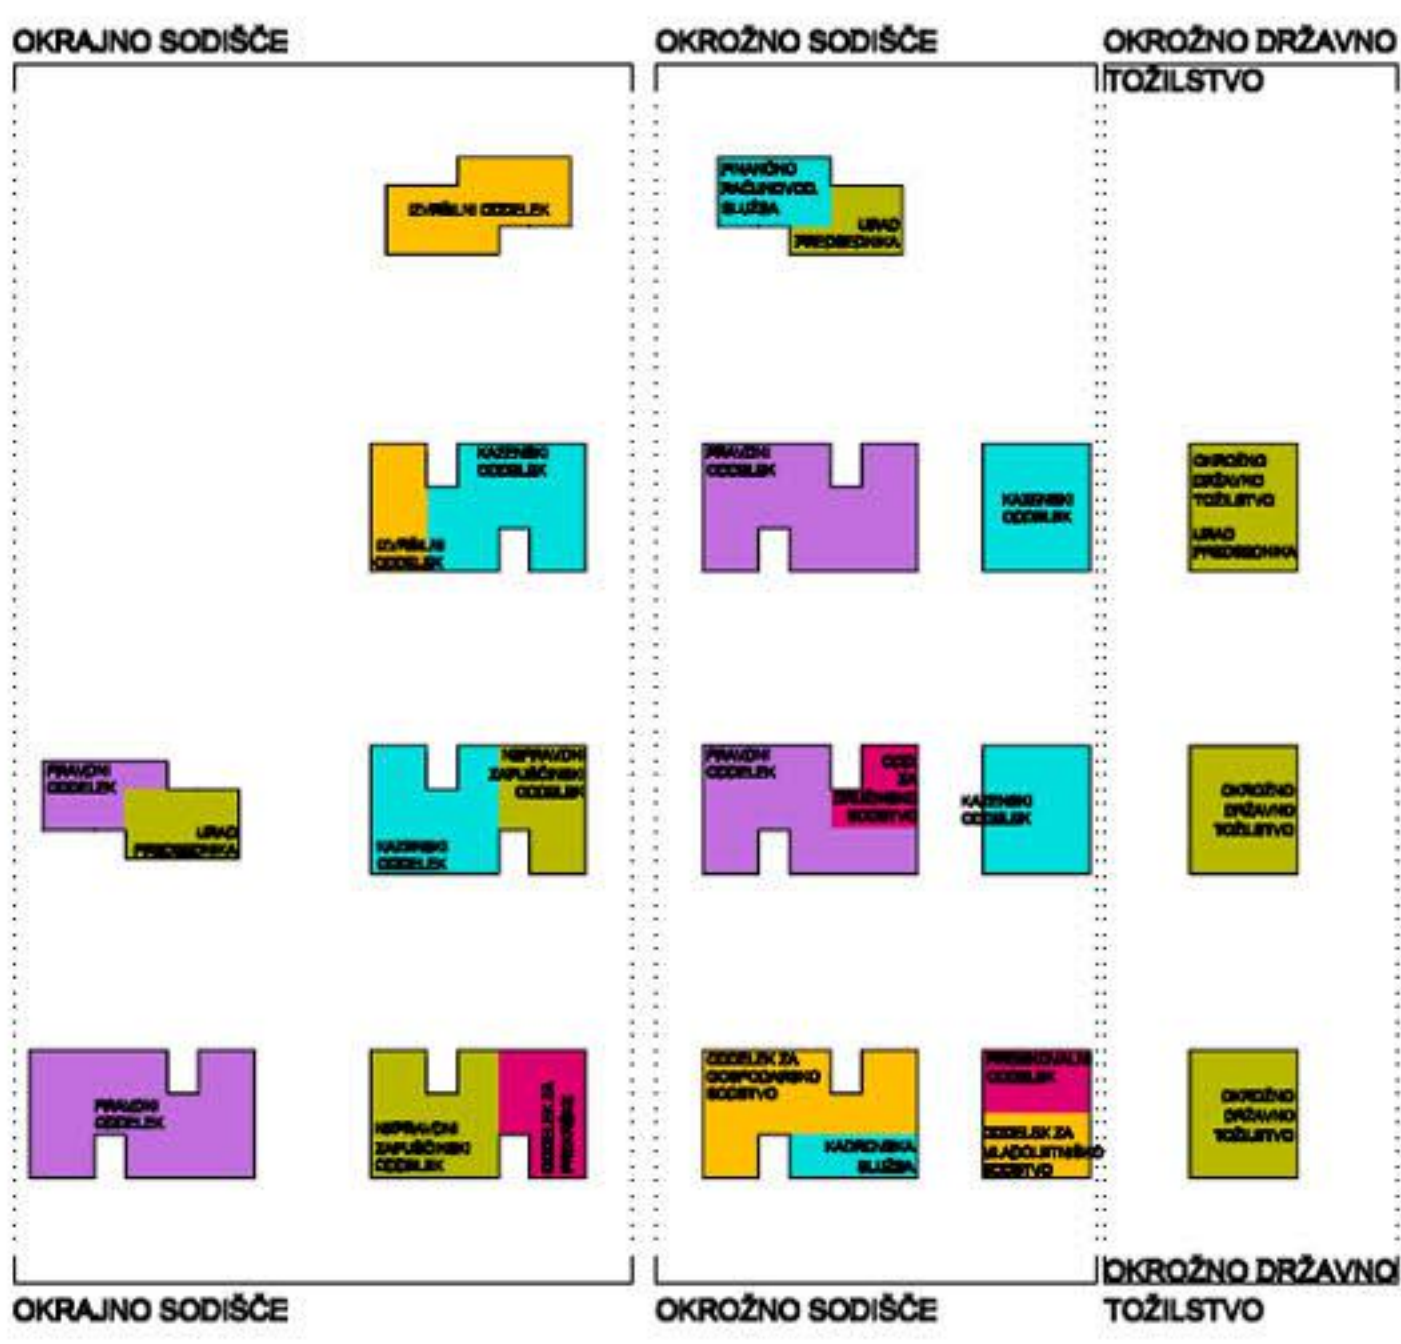 OKRAJNO SODIŠČE
OKROŽNO SODIŠČE
OKROŽNO DRŽAVNO
TOŽILSTVO
IZVRŠILNI ODDELEK
FINANČNO
RAČUNOVOD.
SLUŽBA
URAD
PREDSEDNIKA
KAZENSKI
ODDELEK
IZVRŠILNI
ODDELEK
PRAVDNI
ODDELEK
KAZENSKI
ODDELEK
OKROŽNO
DRŽAVNO
TOŽILSTVO
URAD
PREDSEDNIKA
PRAVDNI
ODDELEK
URAD
PREDSEDNIKA
NEPRAVDNI
ZAPUŠČINSKI
ODDELEK
KAZENSKI
ODDELEK
PRAVDNI
ODDELEK
ODD.
ZA
DRUŽINSKO
SODSTVO
KAZENSKI
ODDELEK
OKROŽNO
DRŽAVNO
TOŽILSTVO
PRAVDNI
ODDELEK
NEPRAVDNI
ZAPUŠČINSKI
ODDELEK
ODDELEK ZA
PREKRŠKE
ODDELEK ZA
GOSPODARSKO
SODSTVO
KADROVSKA
SLUŽBA
PREISKOVALNI
ODDELEK
ODDELEK ZA
MLADOLETNIŠKO
SODSTVO
OKROŽNO
DRŽAVNO
TOŽILSTVO
OKRAJNO SODIŠČE
OKROŽNO SODIŠČE
OKROŽNO DRŽAVNO
TOŽILSTVO